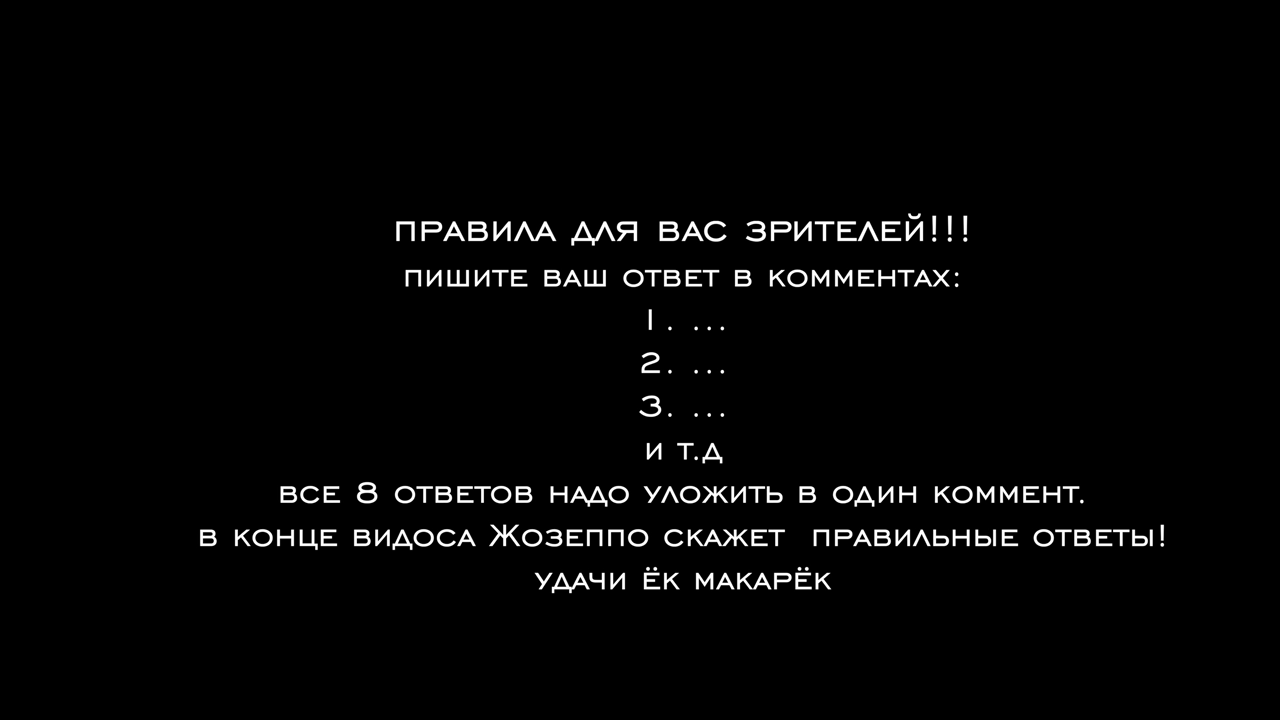 ПРАВИЛА ДЛЯ ВАС ЗРИТЕЛЕЙ!!!
ПИШИТЕ ВАШ ОТВЕТ В КОММЕНТАХ:
1. ...
2. ...
3. ...
И Т.Д
ВСЕ 8 ОТВЕТОВ НАДО УЛОЖИТЬ В ОДИН КОММЕНТ.
В КОНЦЕ ВИДОСА ЖОЗЕППО СКАЖЕТ ПРАВИЛЬНЫЕ ОТВЕТЫ!
УДАЧИ ЁК МАКАРЁК